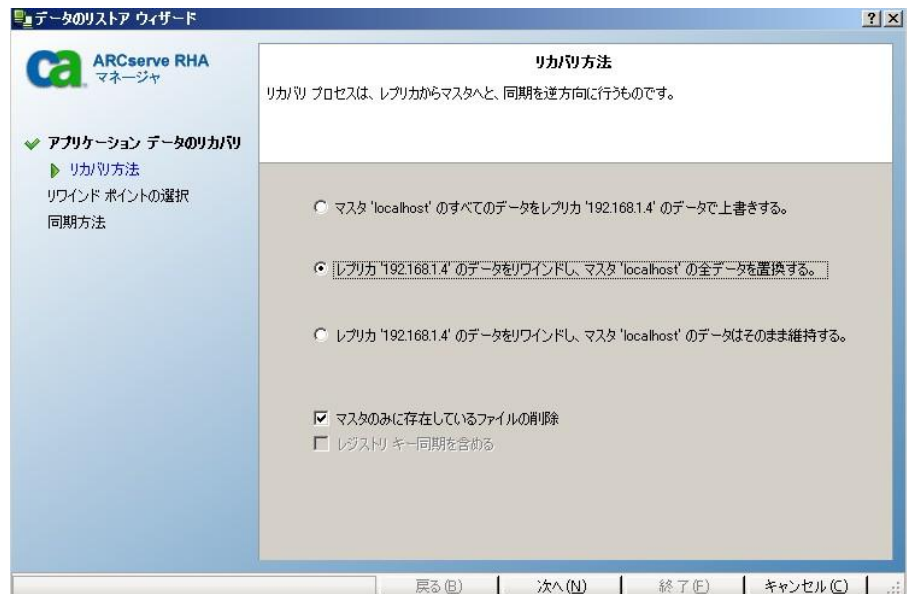 データのリストア ウィザード
ca
ARCserve RHA
マネージャ
アプリケーション データのリカバリ
リカバリ方法
リワインド ポイントの選択
同期方法
リカバリ方法
リカバリ プロセスは、レプリカからマスタへと、同期を逆方向に行うものです。
マスタ 'localhost' のすべてのデータをレプリカ '192.168.1.4' のデータで上書きする。
レプリカ '192.168.1.4' のデータをリワインドし、マスタ 'localhost' の全データを置換する。
レプリカ '192.168.1.4' のデータをリワインドし、マスタ 'localhost' のデータはそのまま維持する。
マスタのみに存在しているファイルの削除
レジストリ キー同期を含める
戻る(B)
次へ(N)
終了(F)
キャンセル(C)